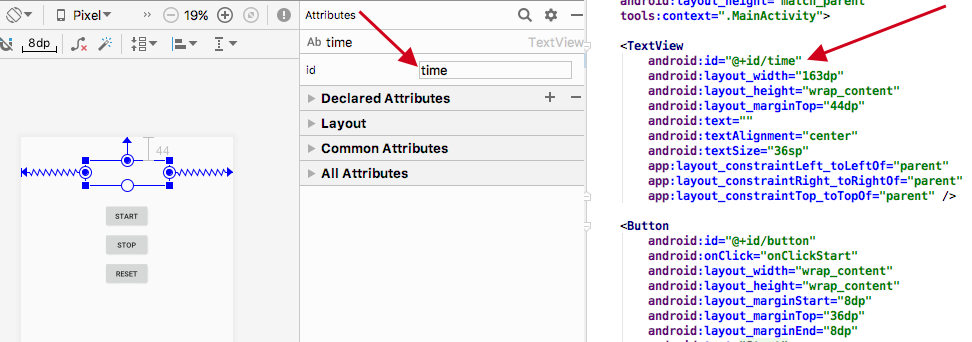 Pixel
19%
8dp
44
START
STOP
RESET
Attributes
Ab time
TextView
id
time
Declared Attributes
Layout
Common Attributes
All Attributes
android:layout_height="match_parent"
tools:context=".MainActivity">
<TextView
android:id="@+id/time"
android:layout_width="163dp"
android:layout_height="wrap_content"
android:layout_marginTop="44dp"
android:text=""
android:textAlignment="center"
android:textSize="36sp"
app:layout_constraintLeft_toLeftOf="parent"
app:layout_constraintRight_toRightOf="parent"
app:layout_constraintTop_toTopOf="parent" />
<Button
android:id="@+id/button"
android:onClick="onClickStart"
android:layout_width="wrap_content"
android:layout_height="wrap_content"
android:layout_marginStart="8dp"
android:layout_marginTop="36dp"
android:layout_marginEnd="8dp"